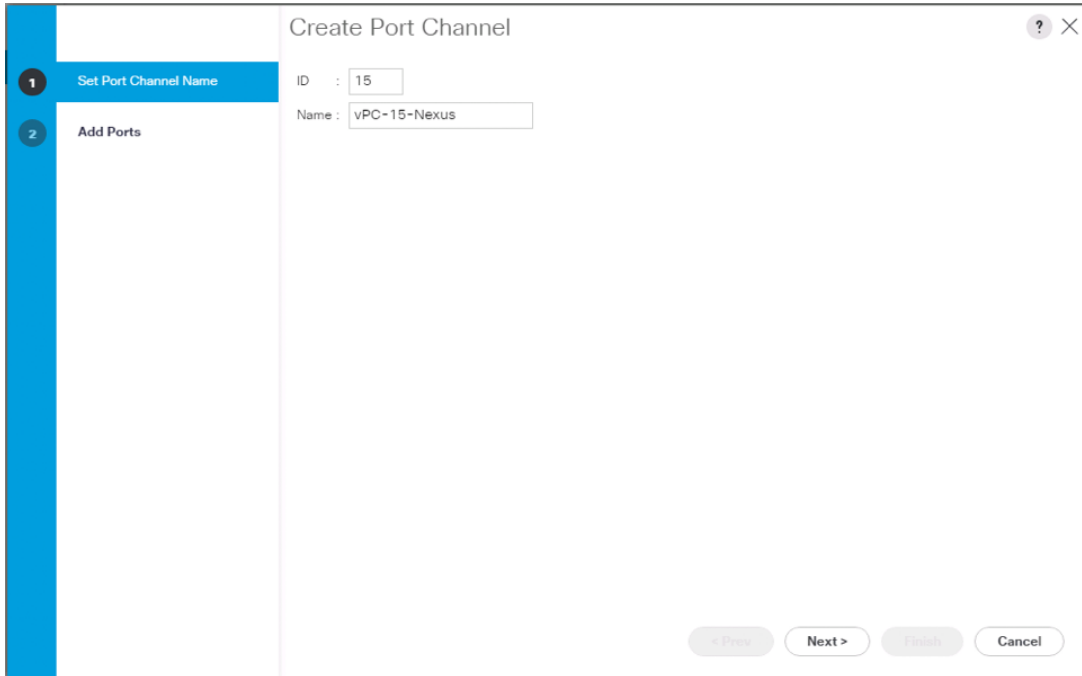 Create Port Channel
?
1 Set Port Channel Name
2 Add Ports
ID : 15
Name : vPC-15-Nexus
< Prev Next > Finish Cancel